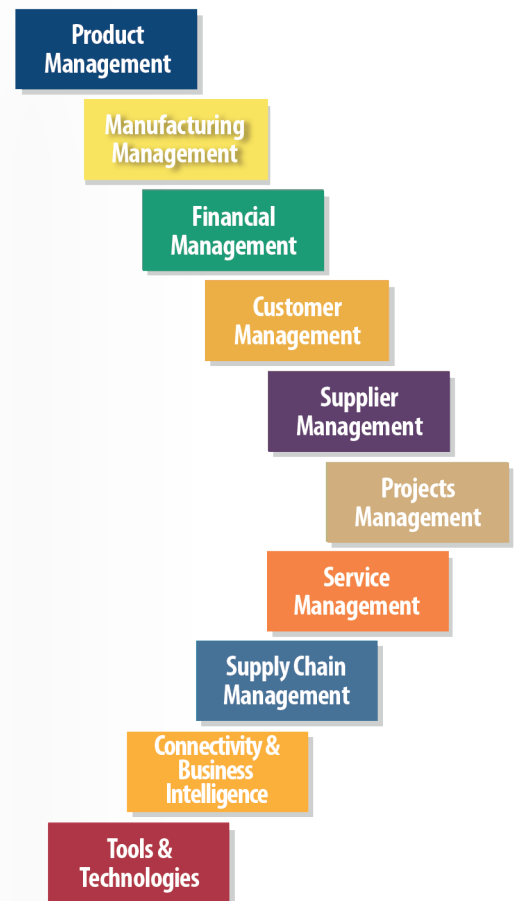 Product
Management
Manufacturing
Management
Financial
Management
Customer
Management
Supplier
Management
Projects
Management
Service
Management
Supply Chain
Management
Connectivity &
Business
Intelligence
Tools &
Technologies